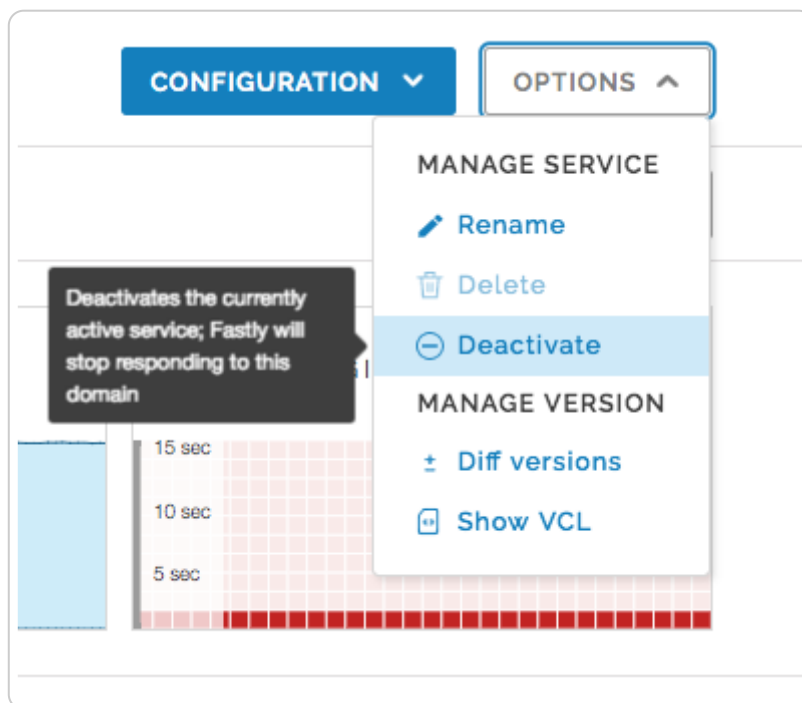 CONFIGURATION
OPTIONS
MANAGE SERVICE
Rename
Delete
Deactivates the currently
active service; Fastly will
stop responding to this
domain
Deactivate
MANAGE VERSION
15 sec
Diff versions
10 sec
Show VCL
5 sec